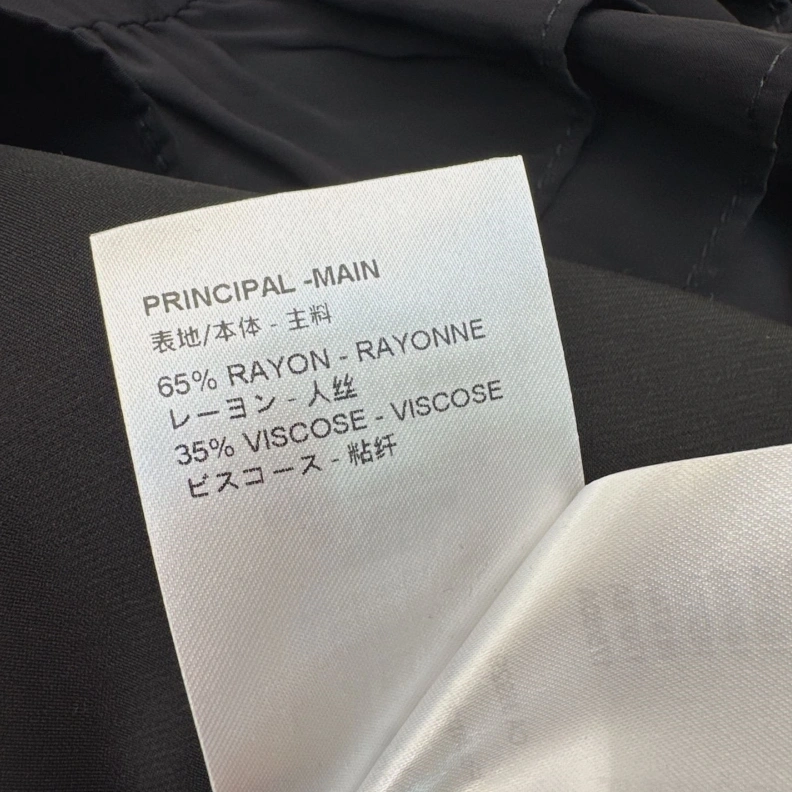 PRINCIPAL -MAIN
表地/本体 - 主料
65% RAYON - RAYONNE
レーヨン - 人丝
35% VISCOSE - VISCOSE
ビスコース - 粘纤